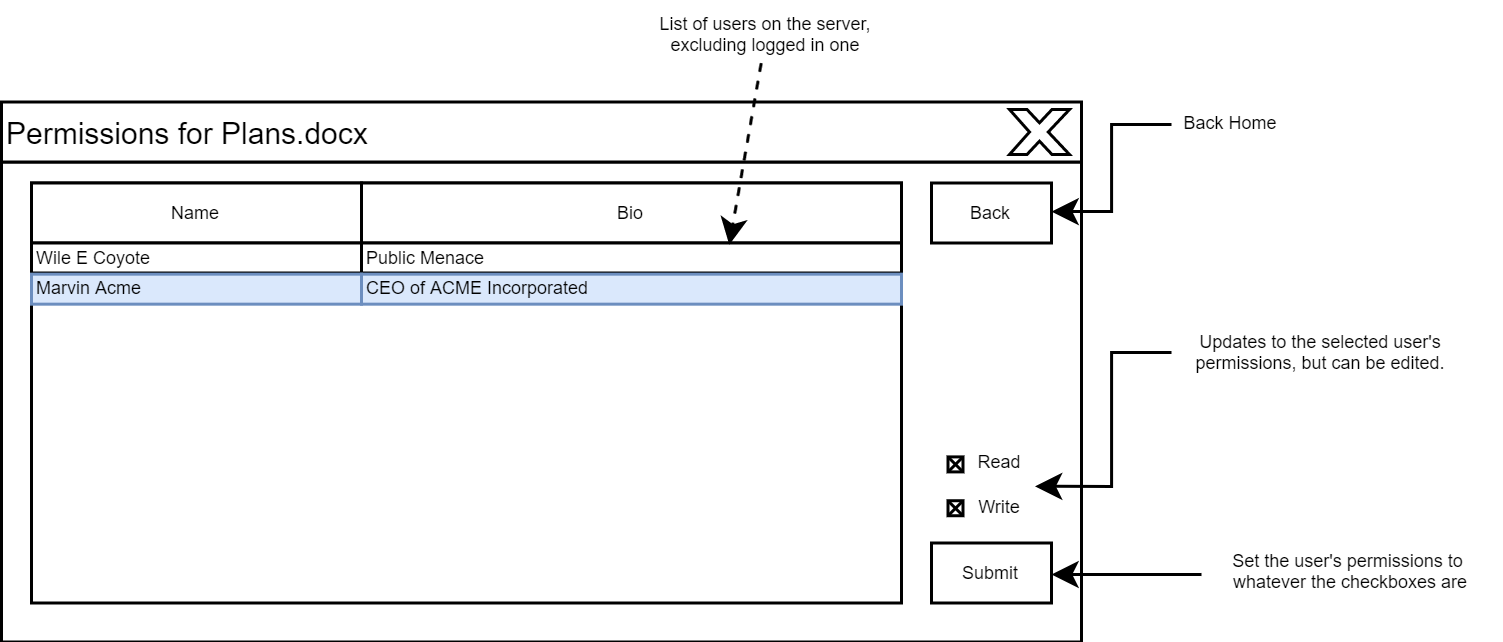 List of users on the server,
excluding logged in one
Permissions for Plans.docx
Back Home
Name
Bio
Back
Wile E Coyote
Public Menace
Marvin Acme
CEO of ACME Incorporated
Updates to the selected user's
permissions, but can be edited.
Read
Write
Submit
Set the user's permissions to
whatever the checkboxes are